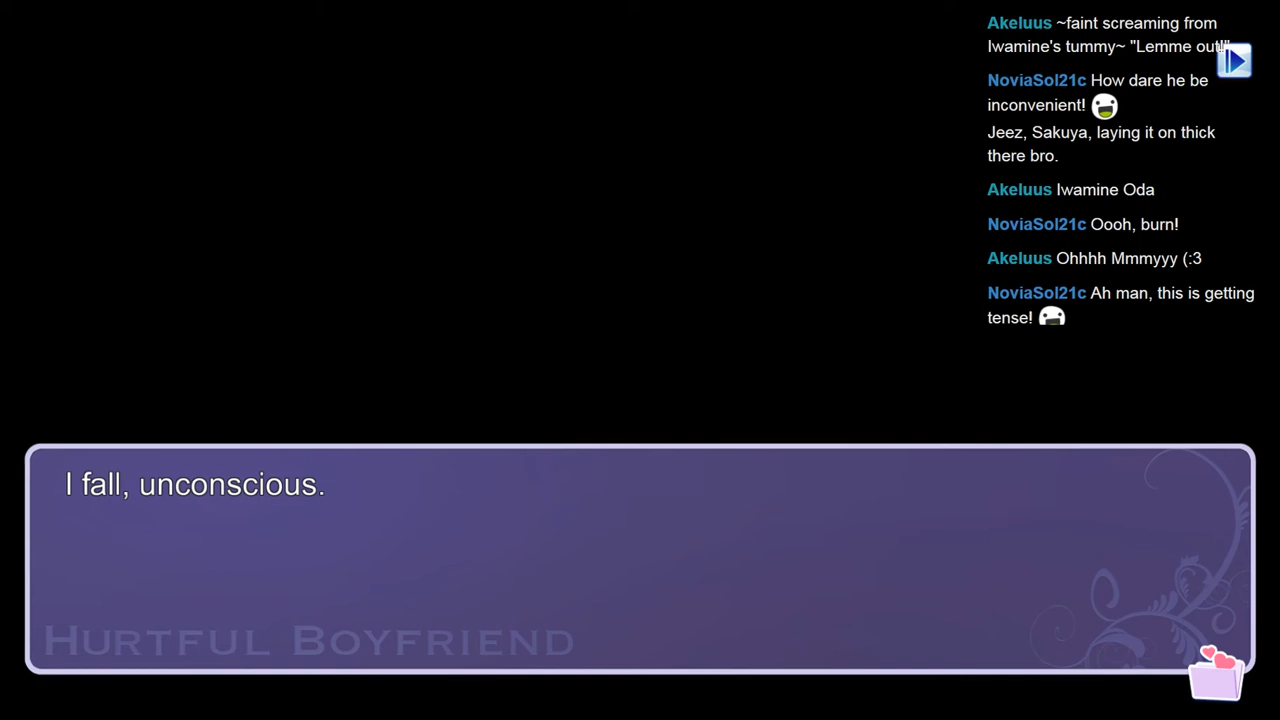 Akeluus ~faint screaming from
Iwamine's tummy~ "Lemme out!"
NoviaSol21c How dare he be
inconvenient!
Jeez, Sakuya, laying it on thick
there bro.
Akeluus Iwamine Oda
NoviaSol21c Oooh, burn!
Akeluus Ohhhh Mmmyyy (:3
NoviaSol21c Ah man, this is getting
tense!
I fall, unconscious.
HURTFUL BOYFRIEND